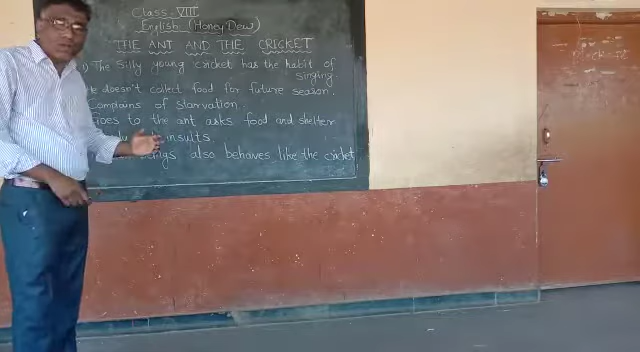 Class-VIII
English (Honey Dew)
THE ANT AND THE CRICKET
The Silly young cricket has the habit of
singing.
He doesn't collect food for future season.
Complains of starvation.
Goes to the ant asks food and shelter
insults.
also behaves like the cricket